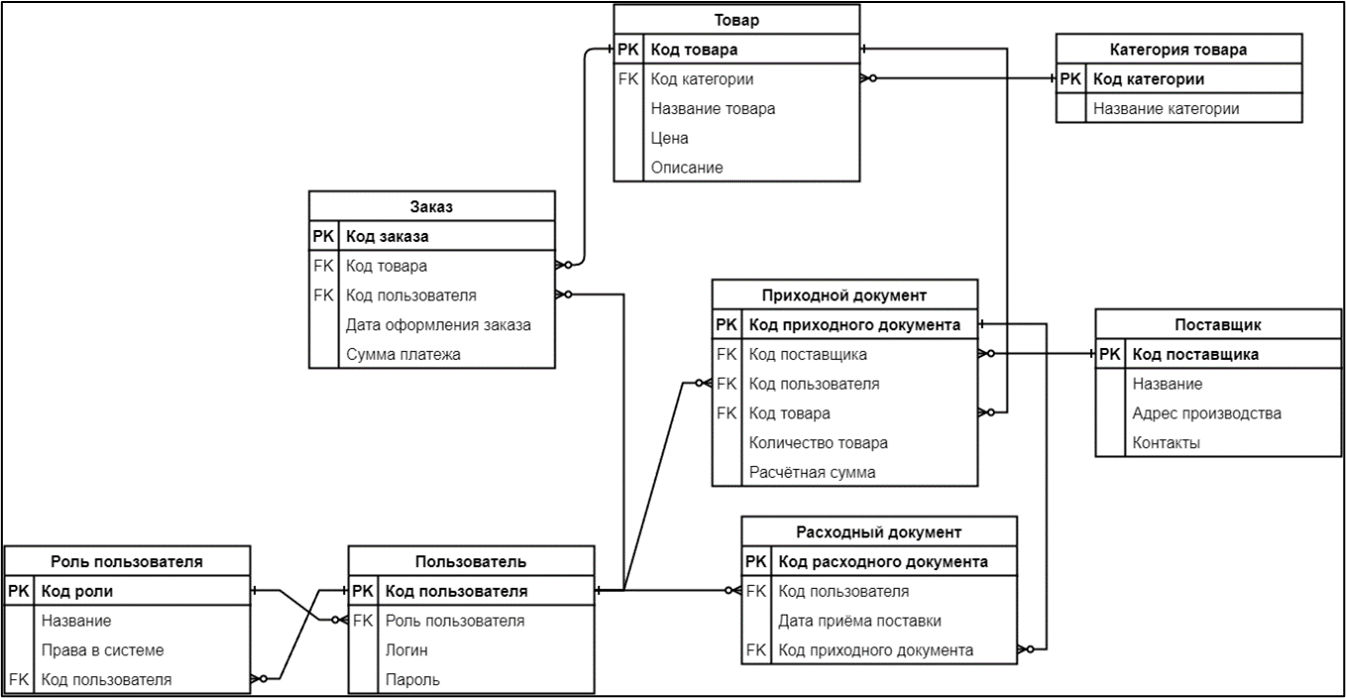 Товар
PK Код товара
FK Код категории
Название товара
Цена
Описание
Категория товара
PK Код категории
Название категории
Заказ
PK Код заказа
FK Код товара
FK Код пользователя
Дата оформления заказа
Сумма платежа
Приходной документ
PK Код приходного документа
FK Код поставщика
FK Код пользователя
FK Код товара
Количество товара
Расчётная сумма
Поставщик
PK Код поставщика
Название
Адрес производства
Контакты
Роль пользователя
PK Код роли
Название
Права в системе
FK Код пользователя
Пользователь
PK Код пользователя
FK Роль пользователя
Логин
Пароль
Расходный документ
PK Код расходного документа
FK Код пользователя
Дата приёма поставки
FK Код приходного документа